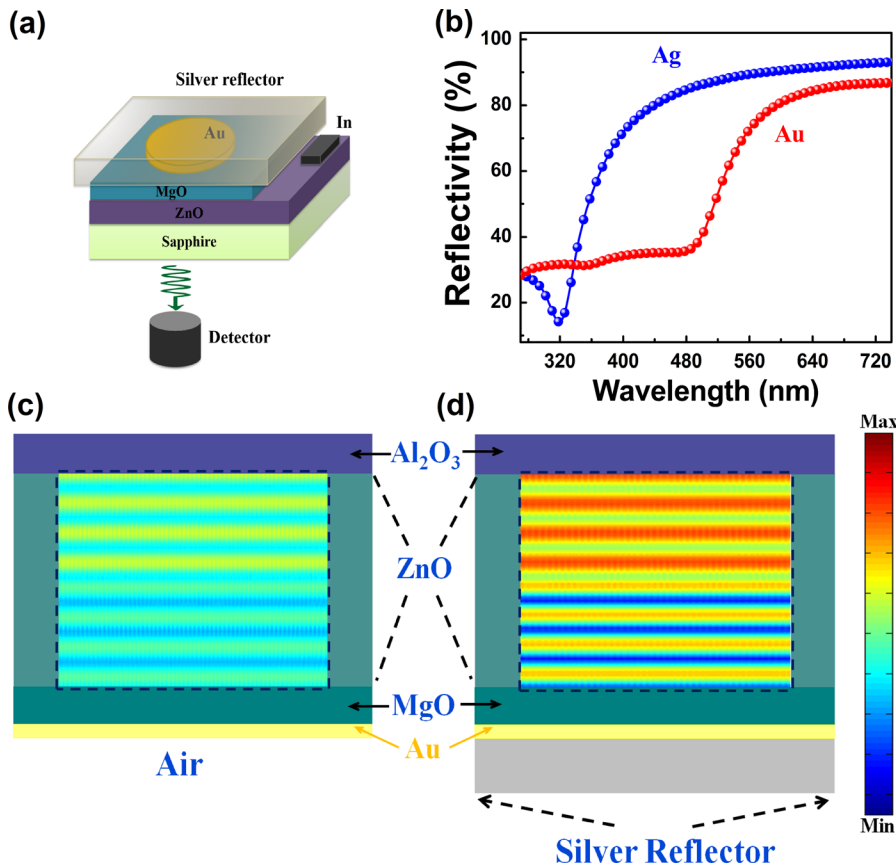 (a)
Silver reflector
Au
In
MgO
ZnO
Sapphire
Detector
(b)
Reflectivity (%)
100
80
60
40
20
Ag
Au
320 400 480 560 640 720
Wavelength (nm)
(c)
(d)
Al₂O₃
ZnO
MgO
Au
Air
Silver Reflector
Max
Min